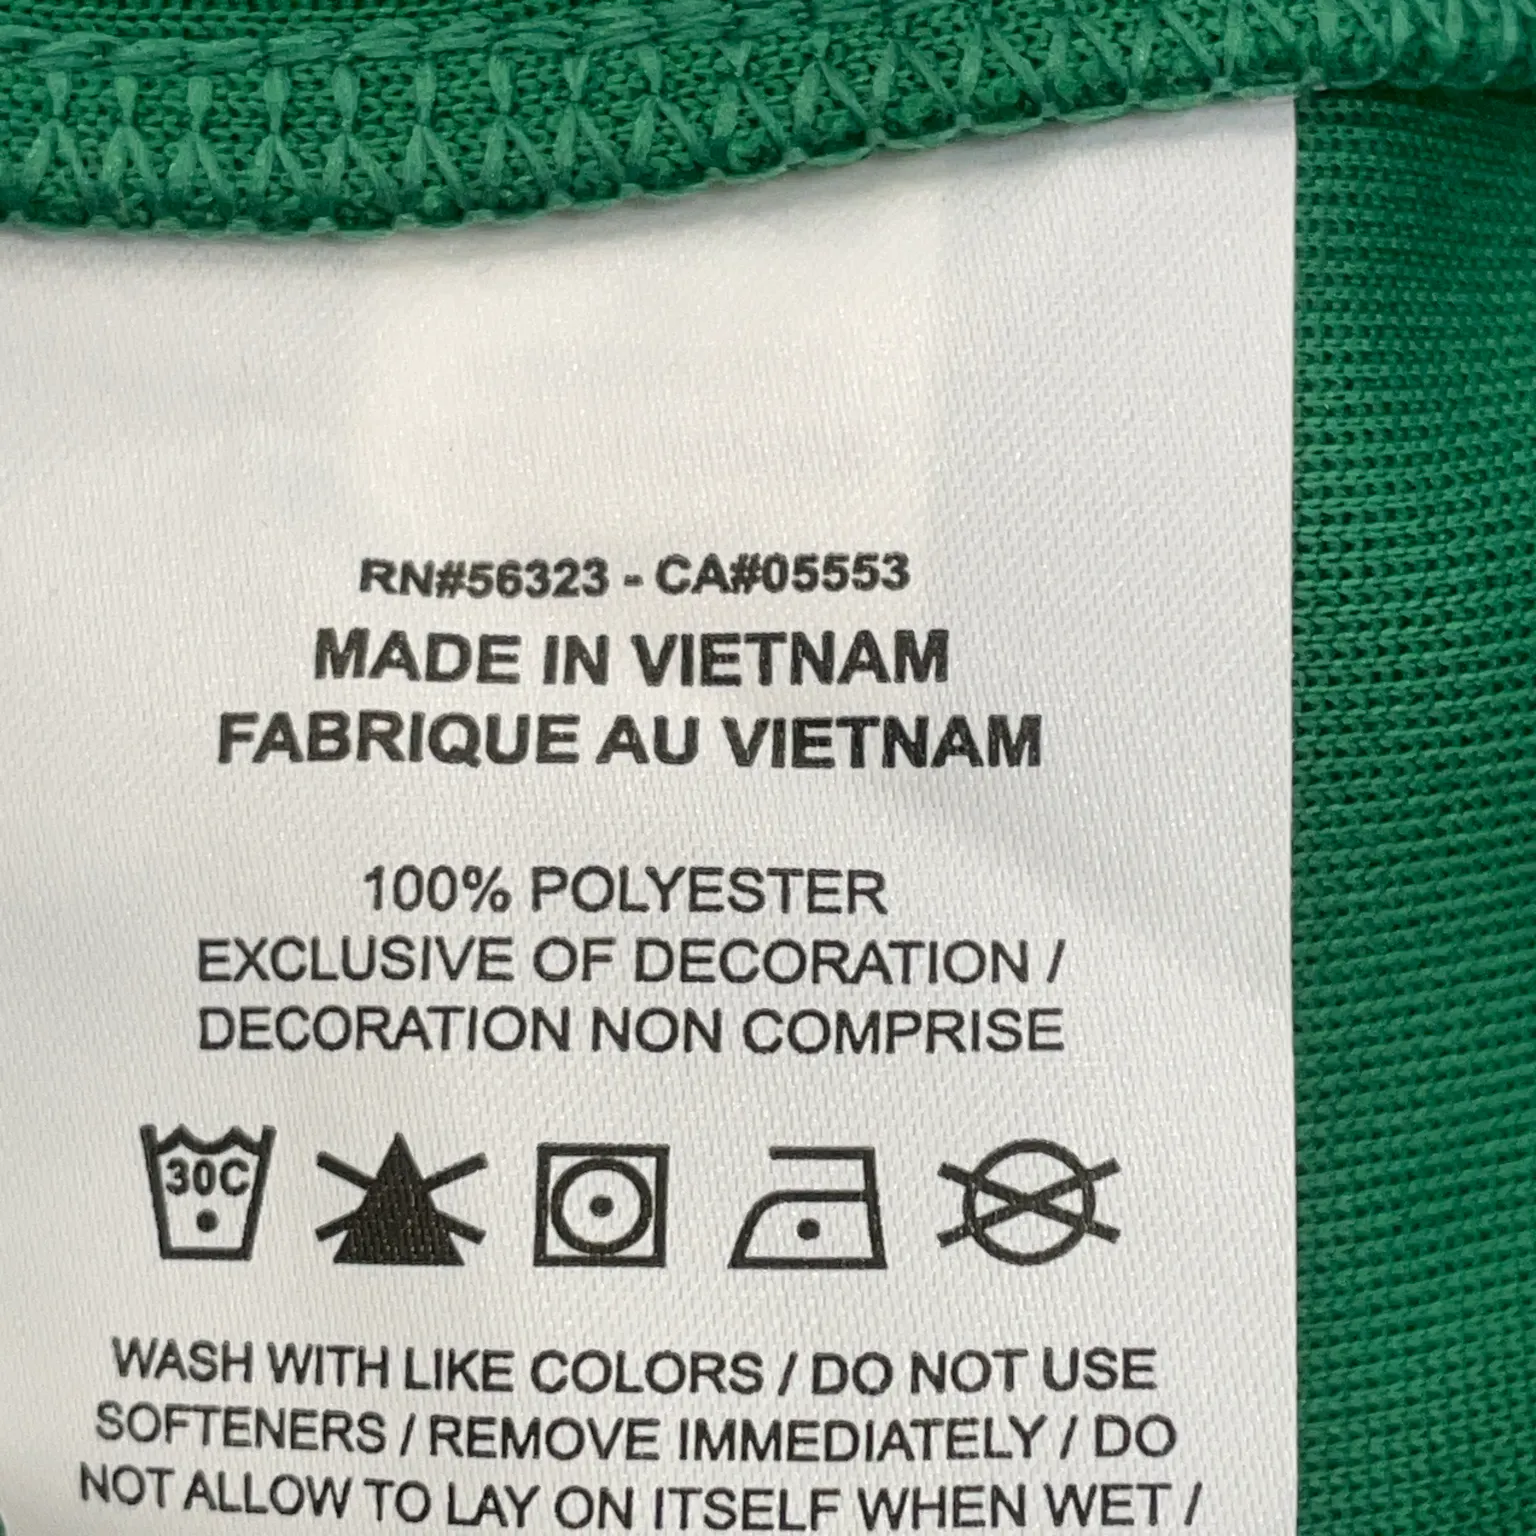 RN#56323 - CA#05553
MADE IN VIETNAM
FABRIQUE AU VIETNAM
100% POLYESTER
EXCLUSIVE OF DECORATION /
DECORATION NON COMPRISE
30C
WASH WITH LIKE COLORS / DO NOT USE
SOFTENERS / REMOVE IMMEDIATELY / DO
NOT ALLOW TO LAY ON ITSELF WHEN WET /